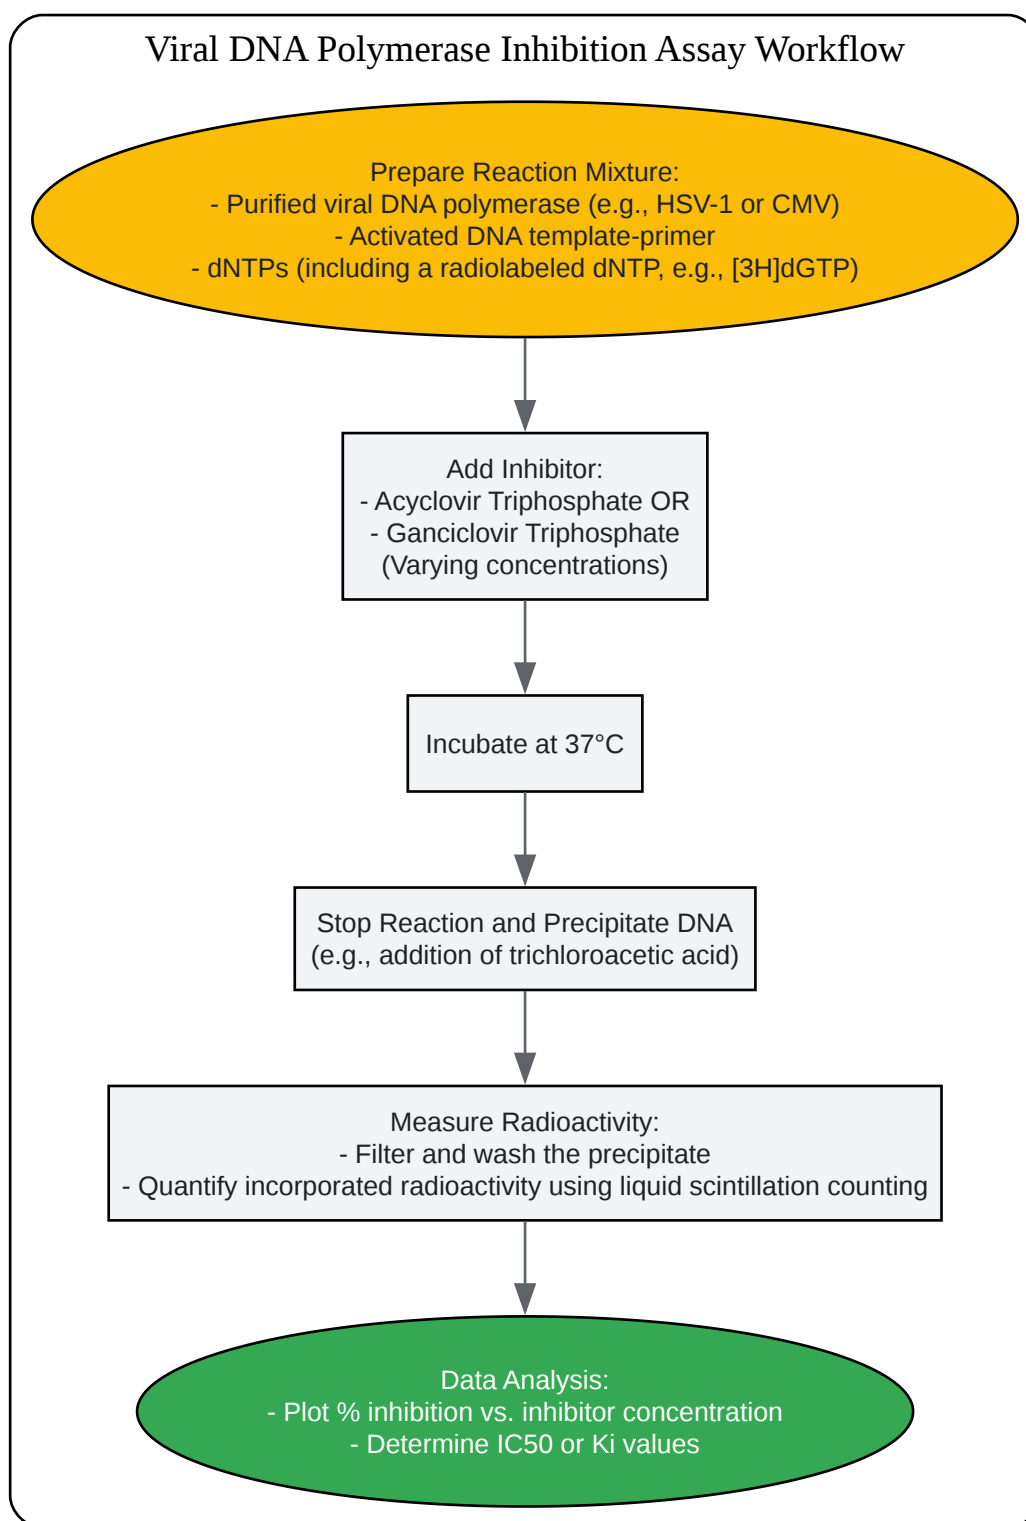 Viral DNA Polymerase Inhibition Assay Workflow
Prepare Reaction Mixture:
- Purified viral DNA polymerase (e.g., HSV-1 or CMV)
- Activated DNA template-primer
- dNTPs (including a radiolabeled dNTP, e.g., [3H]dGTP)
Add Inhibitor:
- Acyclovir Triphosphate OR
- Ganciclovir Triphosphate
(Varying concentrations)
Incubate at 37°C
Stop Reaction and Precipitate DNA
(e.g., addition of trichloroacetic acid)
Measure Radioactivity:
- Filter and wash the precipitate
- Quantify incorporated radioactivity using liquid scintillation counting
Data Analysis:
- Plot % inhibition vs. inhibitor concentration
- Determine IC50 or Ki values